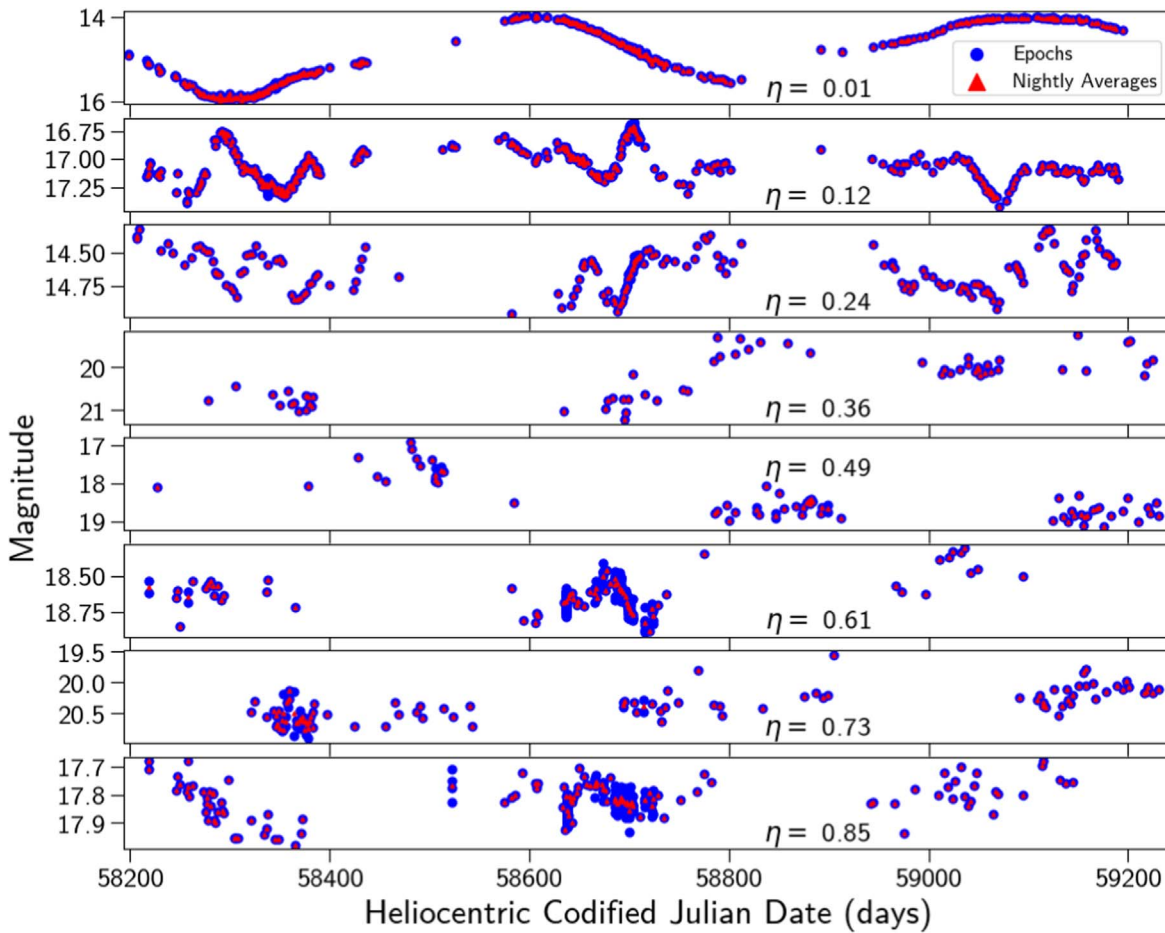 14
16
η = 0.01
Epochs
Nightly Averages
16.75
17.00
17.25
η = 0.12
14.50
14.75
η = 0.24
20
21
η = 0.36
17
18
19
η = 0.49
18.50
18.75
η = 0.61
19.5
20.0
20.5
η = 0.73
17.7
17.8
17.9
η = 0.85
Magnitude
58200 58400 58600 58800 59000 59200
Heliocentric Codified Julian Date (days)